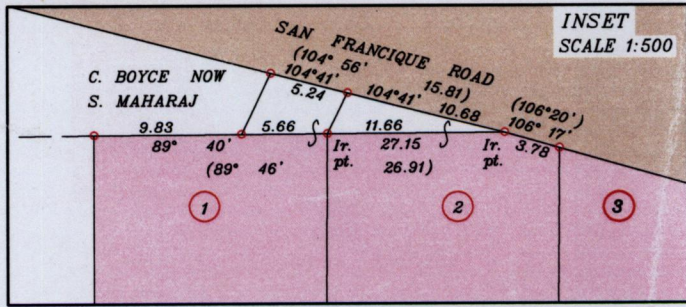 INSET
SCALE 1:500
SAN FRANCIQUE ROAD
(104° 56' 15.81)
104°41'
5.24
104°41' 10.68
(106°20')
106° 17'
3.78
C. BOYCE NOW
S. MAHARAJ
9.83 5.66 11.66
89° 40' 27.15
(89° 46' 26.91)
Ir. pt.
Ir. pt.
1 2 3